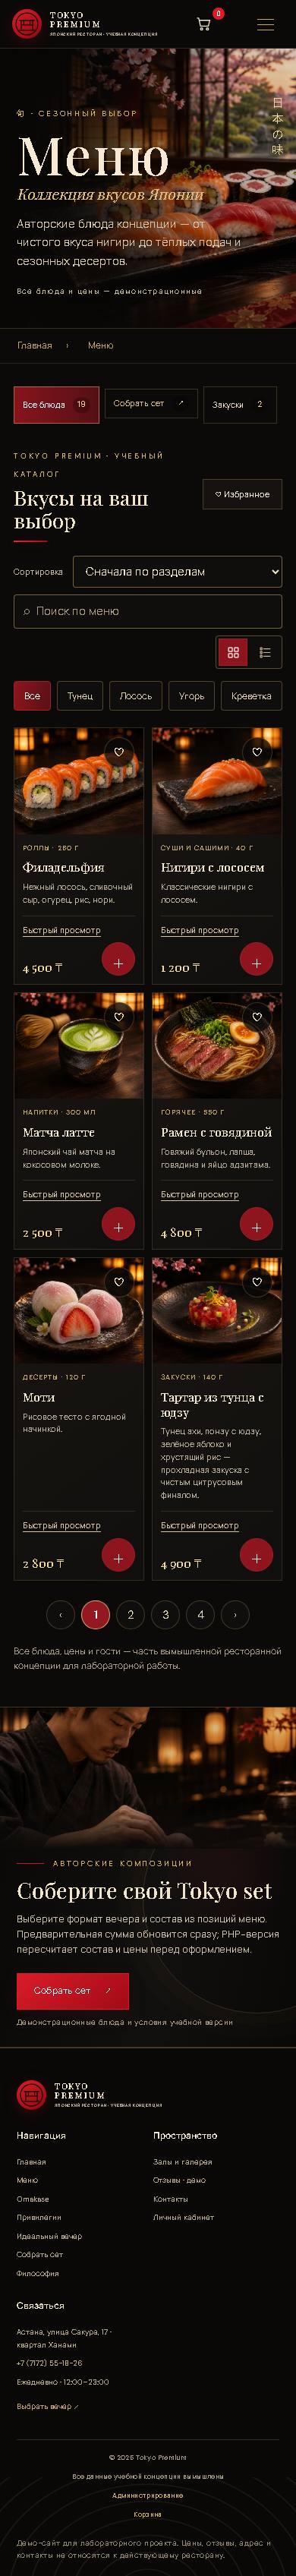 TOKYO
PREMIUM
ЯПОНСКИЙ РЕСТОРАН · УЧЕБНАЯ КОНЦЕПЦИЯ
0
旬 · СЕЗОННЫЙ ВЫБОР
日本の味
Меню
Коллекция вкусов Японии
Авторские блюда концепции — от
чистого вкуса нигири до тёплых подач и
сезонных десертов.
Все блюда и цены — демонстрационные
Главная › Меню
Все блюда 19
Собрать сет ↗
Закуски 2
TOKYO PREMIUM · УЧЕБНЫЙ
КАТАЛОГ
Вкусы на ваш
выбор
♡ Избранное
Сортировка
Сначала по разделам
Поиск по меню
Все
Тунец
Лосось
Угорь
Креветка
РОЛЛЫ · 280 Г
Филадельфия
Нежный лосось, сливочный
сыр, огурец, рис, нори.
Быстрый просмотр
4 500 ₸
+
СУШИ И САШИМИ · 40 Г
Нигири с лососем
Классические нигири с
лососем.
Быстрый просмотр
1 200 ₸
+
НАПИТКИ · 300 МЛ
Матча латте
Японский чай матча на
кокосовом молоке.
Быстрый просмотр
2 500 ₸
+
ГОРЯЧЕЕ · 550 Г
Рамен с говядиной
Говяжий бульон, лапша,
говядина и яйцо адзитама.
Быстрый просмотр
4 800 ₸
+
ДЕСЕРТЫ · 120 Г
Моти
Рисовое тесто с ягодной
начинкой.
Быстрый просмотр
2 800 ₸
+
ЗАКУСКИ · 140 Г
Тартар из тунца с
юдзу
Тунец ахи, понзу с юдзу,
зелёное яблоко и
хрустящий рис —
прохладная закуска с
чистым цитрусовым
финалом.
Быстрый просмотр
4 900 ₸
+
‹ 1 2 3 4 ›
Все блюда, цены и гости — часть вымышленной ресторанной
концепции для лабораторной работы.
АВТОРСКИЕ КОМПОЗИЦИИ
Соберите свой Tokyo set
Выберите формат вечера и состав из позиций меню.
Предварительная сумма обновится сразу; PHP-версия
пересчитает состав и цены перед оформлением.
Собрать сет ↗
Демонстрационные блюда и условия учебной версии
TOKYO
PREMIUM
ЯПОНСКИЙ РЕСТОРАН · УЧЕБНАЯ КОНЦЕПЦИЯ
Навигация
Главная
Меню
Omakase
Привилегии
Идеальный вечер
Собрать сет
Философия
Пространство
Залы и галерея
Отзывы · демо
Контакты
Личный кабинет
Связаться
Астана, улица Сакура, 17 ·
квартал Ханами
+7 (7172) 55-18-26
Ежедневно · 12:00–23:00
Выбрать вечер ↗
© 2026 Tokyo Premium
Все данные учебной концепции вымышлены
Администрирование
Корзина
Демо-сайт для лабораторного проекта. Цены, отзывы, адрес и
контакты не относятся к действующему ресторану.